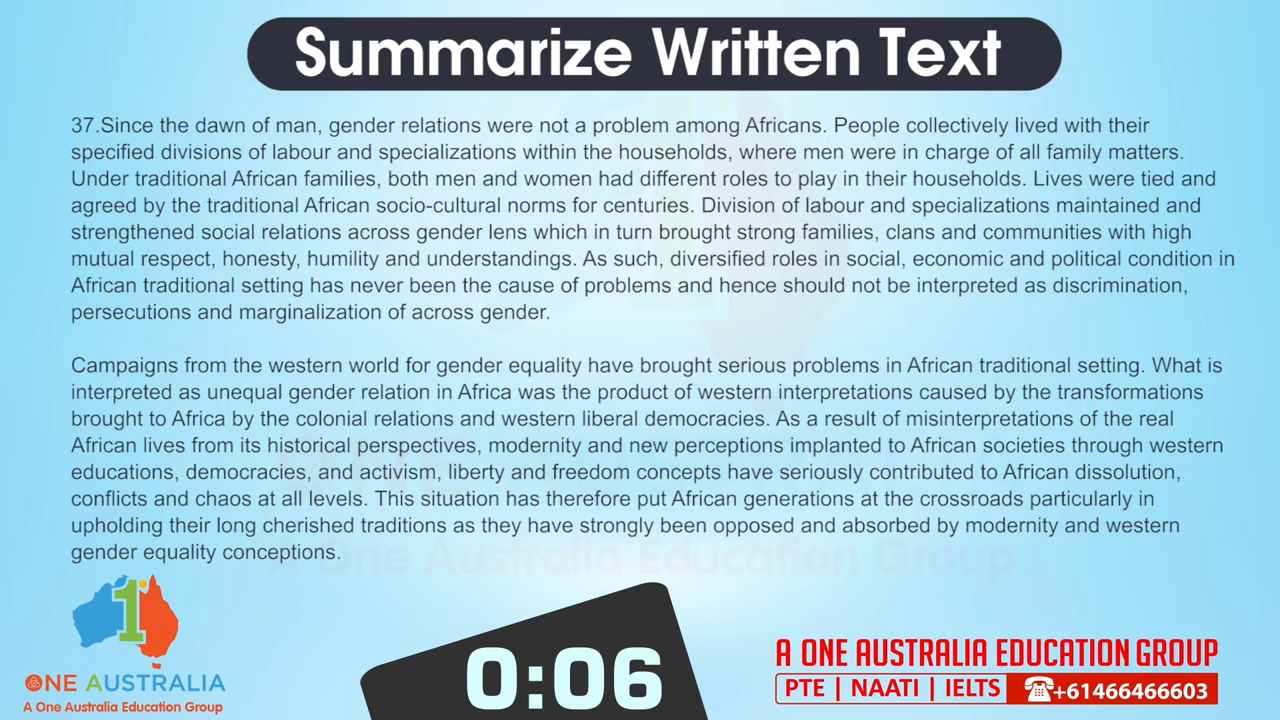 Summarize Written Text
37.Since the dawn of man, gender relations were not a problem among Africans. People collectively lived with their
specified divisions of labour and specializations within the households, where men were in charge of all family matters.
Under traditional African families, both men and women had different roles to play in their households. Lives were tied and
agreed by the traditional African socio-cultural norms for centuries. Division of labour and specializations maintained and
strengthened social relations across gender lens which in turn brought strong families, clans and communities with high
mutual respect, honesty, humility and understandings. As such, diversified roles in social, economic and political condition in
African traditional setting has never been the cause of problems and hence should not be interpreted as discrimination,
persecutions and marginalization of across gender.
Campaigns from the western world for gender equality have brought serious problems in African traditional setting. What is
interpreted as unequal gender relation in Africa was the product of western interpretations caused by the transformations
brought to Africa by the colonial relations and western liberal democracies. As a result of misinterpretations of the real
African lives from its historical perspectives, modernity and new perceptions implanted to African societies through western
educations, democracies, and activism, liberty and freedom concepts have seriously contributed to African dissolution,
conflicts and chaos at all levels. This situation has therefore put African generations at the crossroads particularly in
upholding their long cherished traditions as they have strongly been opposed and absorbed by modernity and western
gender equality conceptions.
A One Australia Education Group
1
ONE AUSTRALIA
A One Australia Education Group
0:06
A ONE AUSTRALIA EDUCATION GROUP
PTE | NAATI | IELTS +61466466603